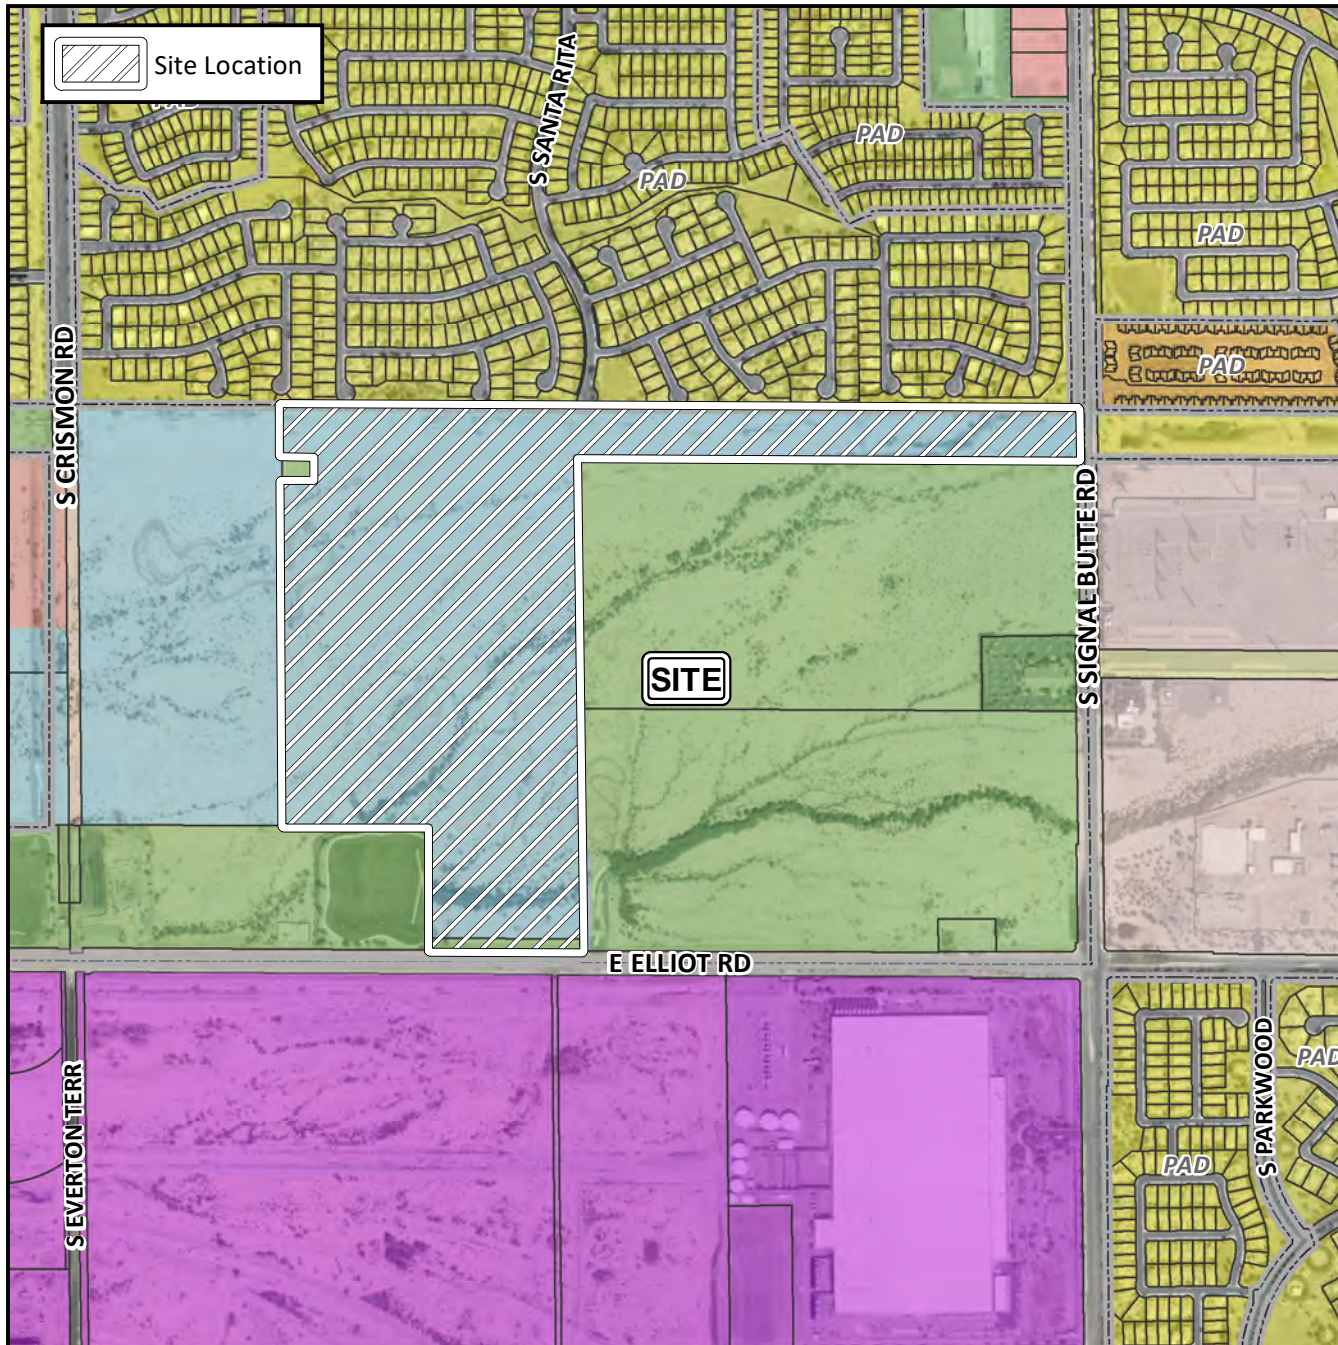 Site Location
PAD
S SANTA RITA
PAD
PAD
PAD
S CRISMON RD
PAD
S SIGNAL BUTTE RD
SITE
E ELLIOT RD
S EVERTON TERR
S PARKWOOD
PAD
PAD